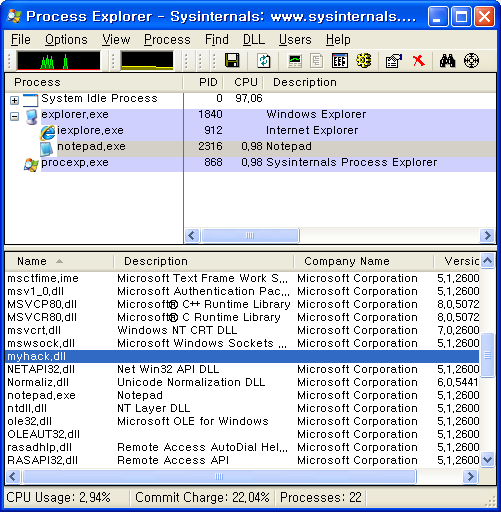 Process Explorer - Sysinternals: www.sysinternals....
File Options View Process Find DLL Users Help
Process PID CPU Description
System Idle Process 0 97,06
explorer,exe 1840 Windows Explorer
iexplore,exe 912 Internet Explorer
notepad,exe 2316 0,98 Notepad
procexp,exe 868 0,98 Sysinternals Process Explorer
Name Description Company Name Versic
msctfime,ime Microsoft Text Frame Work S... Microsoft Corporation 5,1,2600
msv1_0,dll Microsoft Authentication Pac... Microsoft Corporation 5,1,2600
MSVCP80,dll Microsoft® C++ Runtime Library Microsoft Corporation 8,0,5072
MSVCR80,dll Microsoft® C Runtime Library Microsoft Corporation 8,0,5072
msvcrt,dll Windows NT CRT DLL Microsoft Corporation 7,0,2600
mswsock,dll Microsoft Windows Sockets ... Microsoft Corporation 5,1,2600
myhack,dll
NETAPI32,dll Net Win32 API DLL Microsoft Corporation 5,1,2600
Normaliz,dll Unicode Normalization DLL Microsoft Corporation 6,0,5441
notepad,exe Notepad Microsoft Corporation 5,1,2600
ntdll,dll NT Layer DLL Microsoft Corporation 5,1,2600
ole32,dll Microsoft OLE for Windows Microsoft Corporation 5,1,2600
OLEAUT32,dll Microsoft Corporation 5,1,2600
rasadhlp,dll Remote Access AutoDial Hel... Microsoft Corporation 5,1,2600
RASAPI32,dll Remote Access API Microsoft Corporation 5,1,2600
CPU Usage: 2,94% Commit Charge: 22,04% Processes: 22